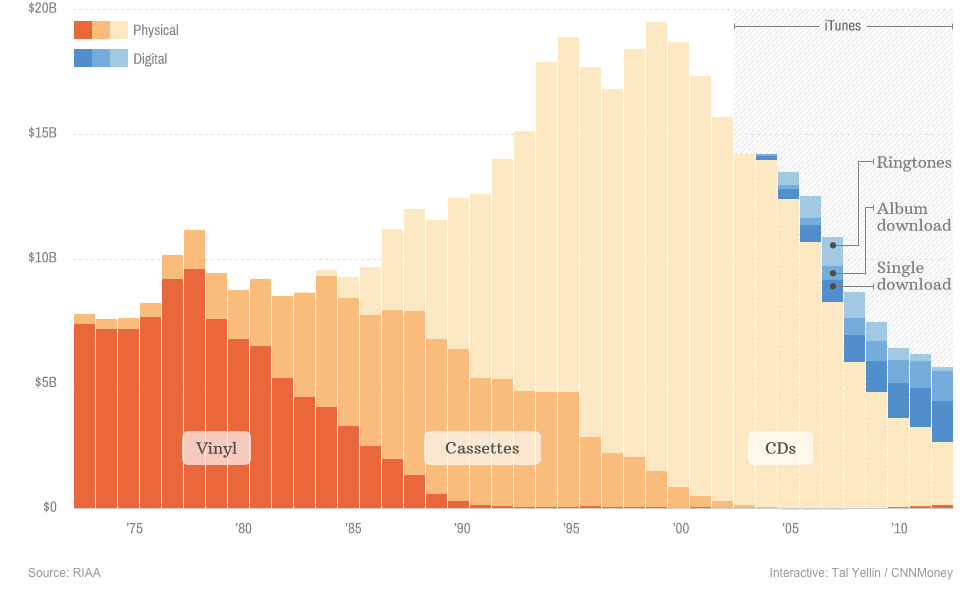 $20B
iTunes
Physical
Digital
$15B
Ringtones
Album
download
$10B
Single
download
$5B
Vinyl
Cassettes
CDs
$0
'75
'80
'85
'90
'95
'00
'05
'10
Source: RIAA
Interactive: Tal Yellin / CNNMoney